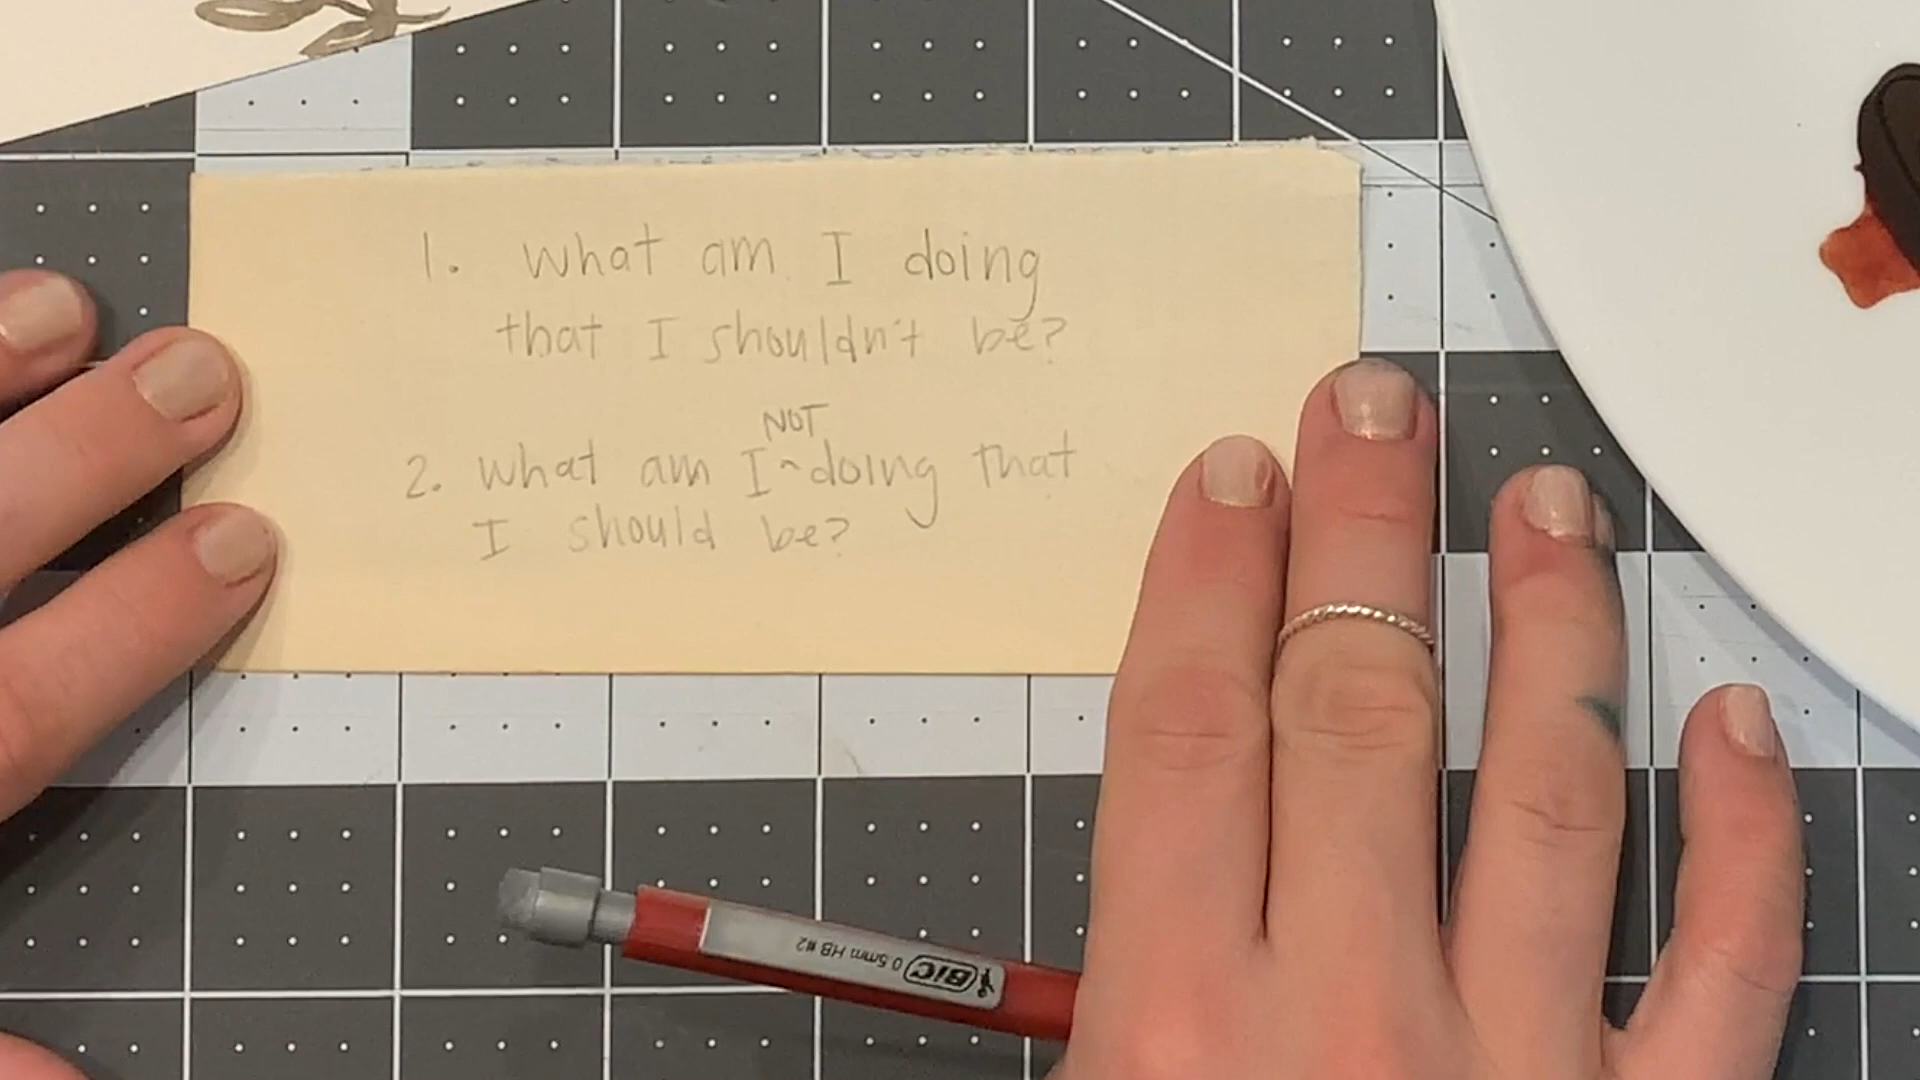 1. What am I doing
that I shouldn't be?
NOT
2. What am I ^ doing that
I should be?
BIC 0.5mm HB #2